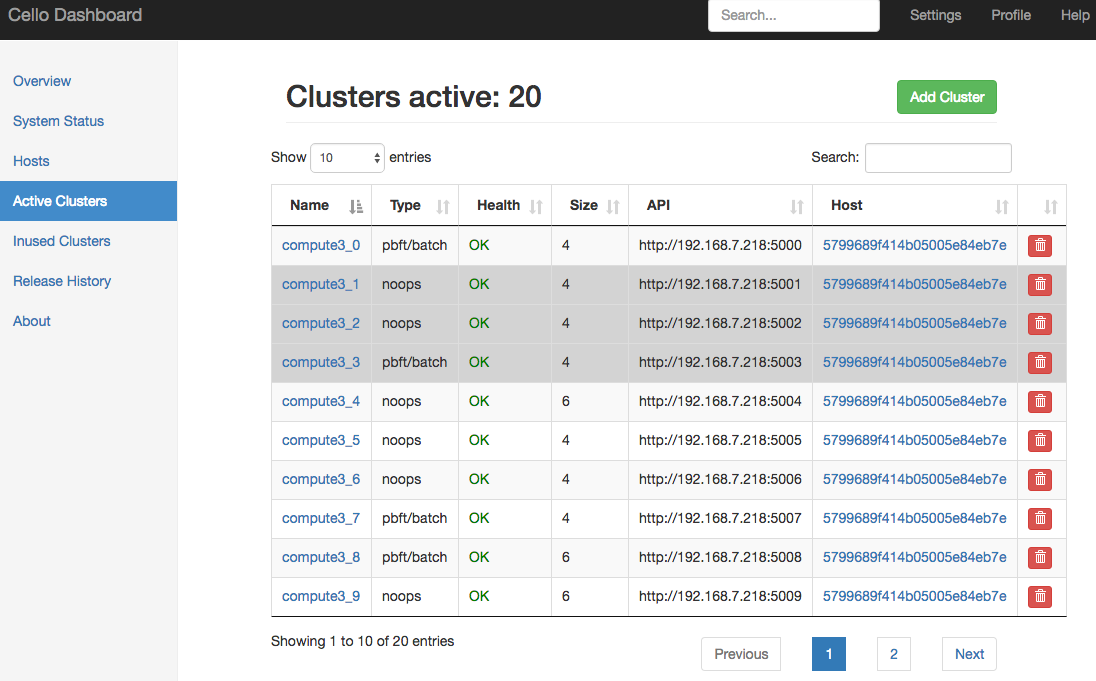 Cello Dashboard Search... Settings Profile Help
Overview
System Status
Hosts
Active Clusters
Inused Clusters
Release History
About
Clusters active: 20 Add Cluster
Show 10 entries Search:
Name Type Health Size API Host
compute3_0 pbft/batch OK 4 http://192.168.7.218:5000 5799689f414b05005e84eb7e
compute3_1 noops OK 4 http://192.168.7.218:5001 5799689f414b05005e84eb7e
compute3_2 noops OK 4 http://192.168.7.218:5002 5799689f414b05005e84eb7e
compute3_3 pbft/batch OK 4 http://192.168.7.218:5003 5799689f414b05005e84eb7e
compute3_4 noops OK 6 http://192.168.7.218:5004 5799689f414b05005e84eb7e
compute3_5 noops OK 4 http://192.168.7.218:5005 5799689f414b05005e84eb7e
compute3_6 noops OK 4 http://192.168.7.218:5006 5799689f414b05005e84eb7e
compute3_7 pbft/batch OK 4 http://192.168.7.218:5007 5799689f414b05005e84eb7e
compute3_8 pbft/batch OK 6 http://192.168.7.218:5008 5799689f414b05005e84eb7e
compute3_9 noops OK 6 http://192.168.7.218:5009 5799689f414b05005e84eb7e
Showing 1 to 10 of 20 entries Previous 1 2 Next